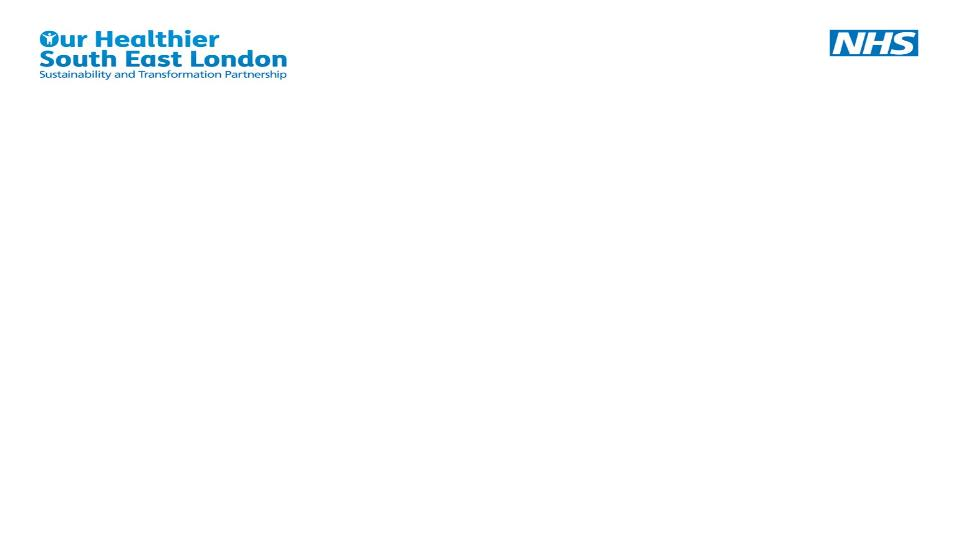 Our Healthier
South East London
Sustainability and Transformation Partnership
NHS